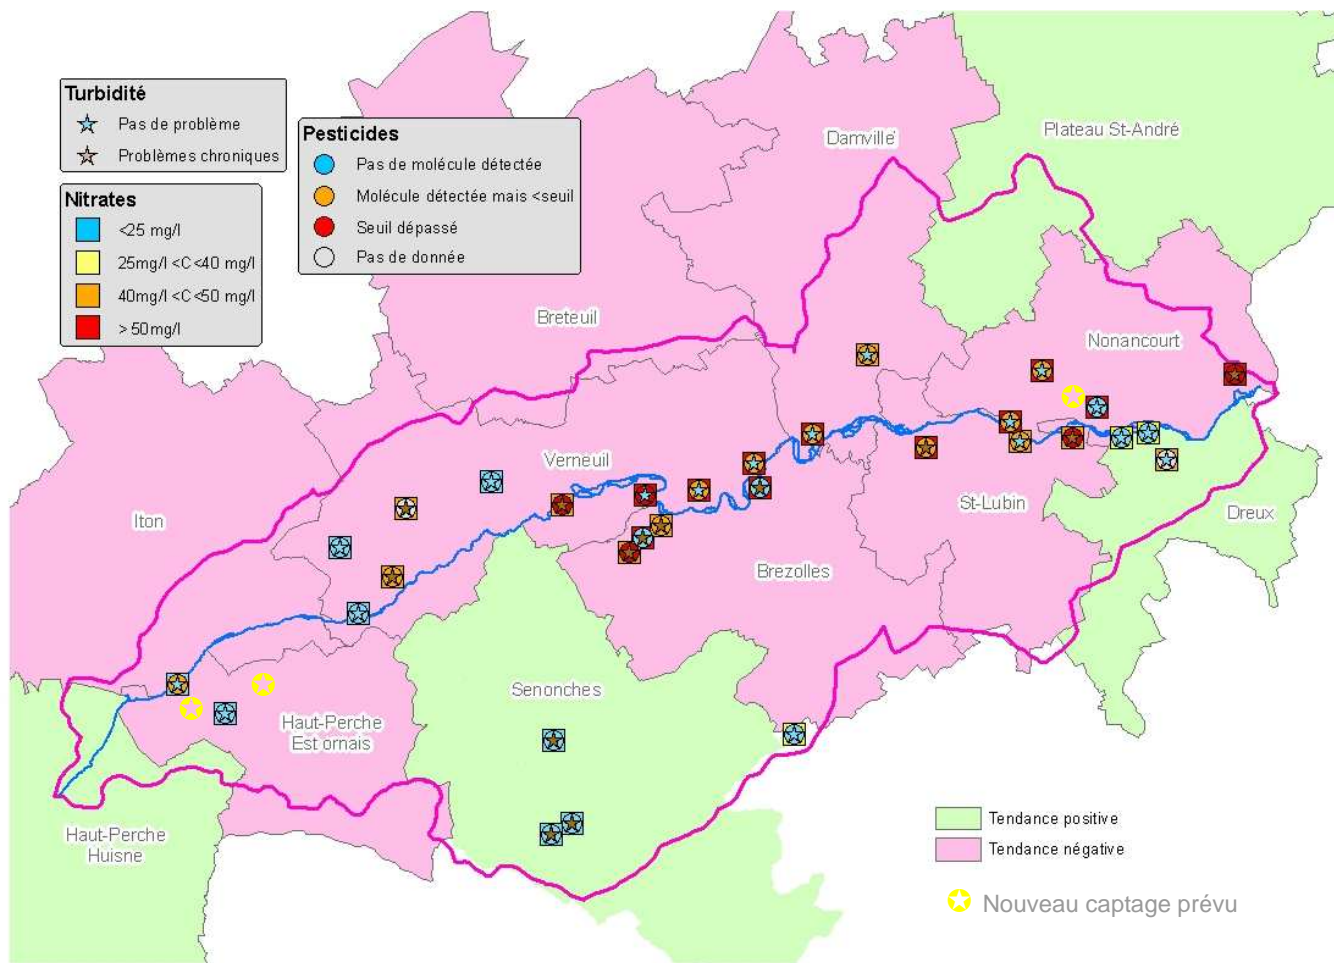 Turbidité
Pas de problème
Problèmes chroniques
Nitrates
<25 mg/l
25mg/l <C<40 mg/l
40mg/l <C<50 mg/l
>50mg/l
Pesticides
Pas de molécule détectée
Molécule détectée mais <seuil
Seuil dépassé
Pas de donnée
Damville
Plateau St-André
Breteuil
Nonancourt
Verneuil
Iton
St-Lubin
Dreux
Brezolles
Senonches
Haut-Perche
Est ornais
Haut-Perche
Huisne
Tendance positive
Tendance négative
Nouveau captage prévu